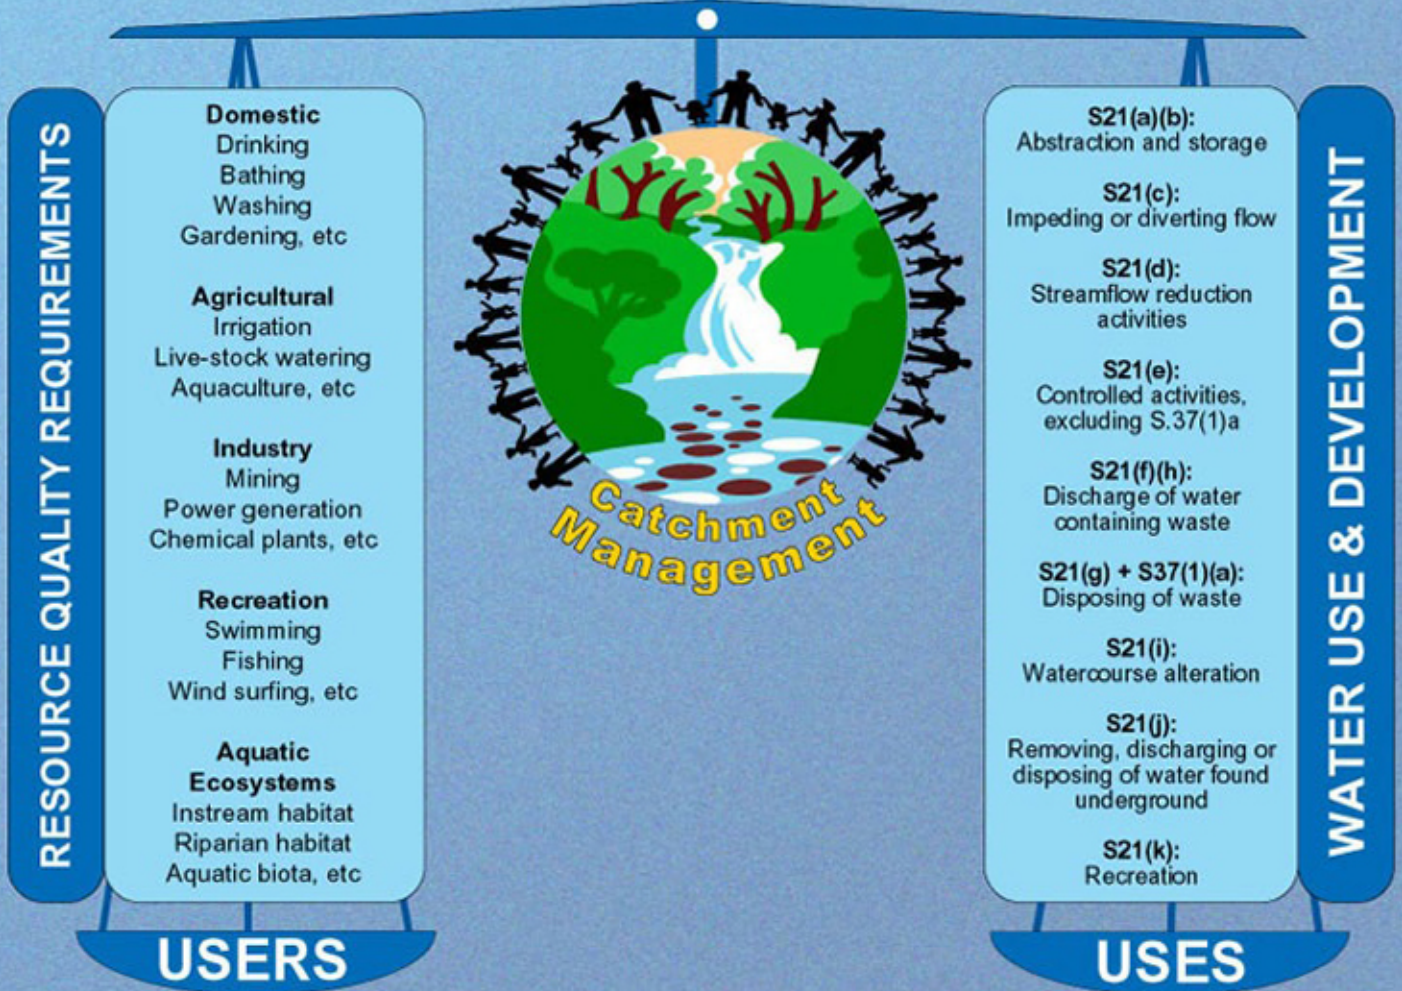 RESOURCE QUALITY REQUIREMENTS
Domestic
Drinking
Bathing
Washing
Gardening, etc
Agricultural
Irrigation
Live-stock watering
Aquaculture, etc
Industry
Mining
Power generation
Chemical plants, etc
Recreation
Swimming
Fishing
Wind surfing, etc
Aquatic
Ecosystems
Instream habitat
Riparian habitat
Aquatic biota, etc
USERS
Catchment
Management
S21(a)(b):
Abstraction and storage
S21(c):
Impeding or diverting flow
S21(d):
Streamflow reduction
activities
S21(e):
Controlled activities,
excluding S.37(1)a
S21(f)(h):
Discharge of water
containing waste
S21(g) + S37(1)(a):
Disposing of waste
S21(i):
Watercourse alteration
S21(j):
Removing, discharging or
disposing of water found
underground
S21(k):
Recreation
WATER USE & DEVELOPMENT
USES